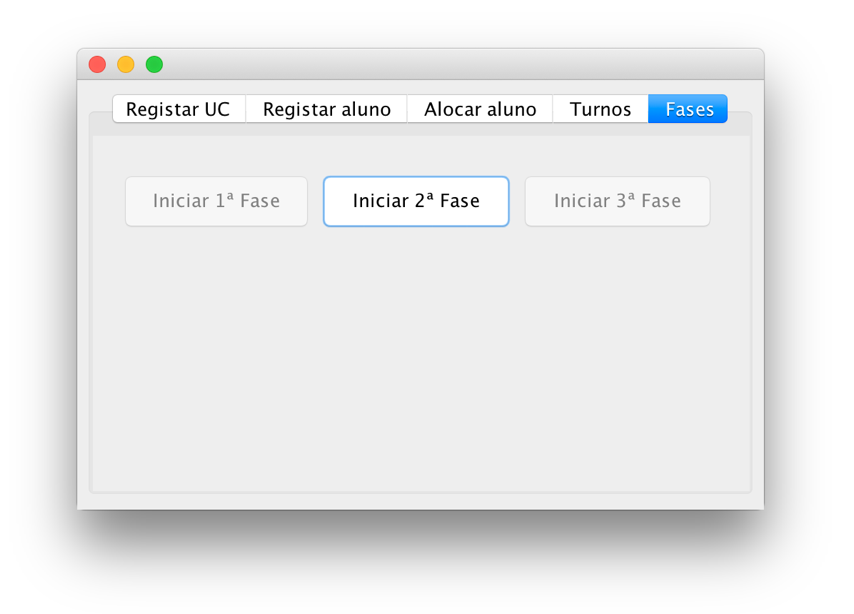 Registar UC Registar aluno Alocar aluno Turnos Fases
Iniciar 1ª Fase Iniciar 2ª Fase Iniciar 3ª Fase